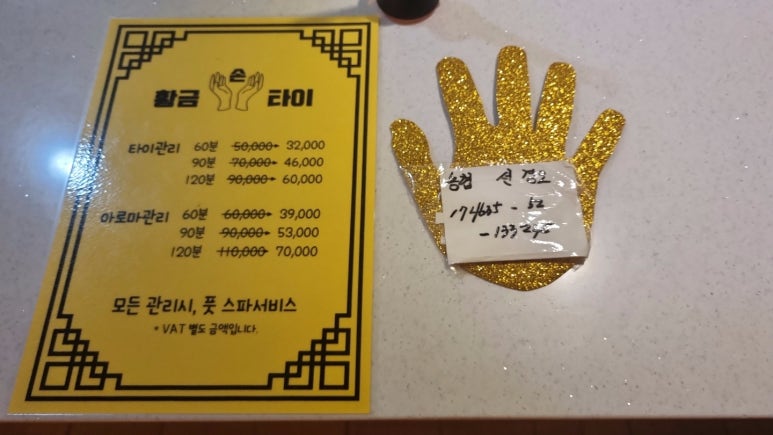 황금 손 타이
타이관리 60분 50,000 32,000
90분 70,000 46,000
120분 90,000 60,000
아로마관리 60분 60,000 39,000
90분 90,000 53,000
120분 110,000 70,000
모든 관리시, 풋 스파서비스
* VAT 별도 금액입니다.
농협
174605 - 52